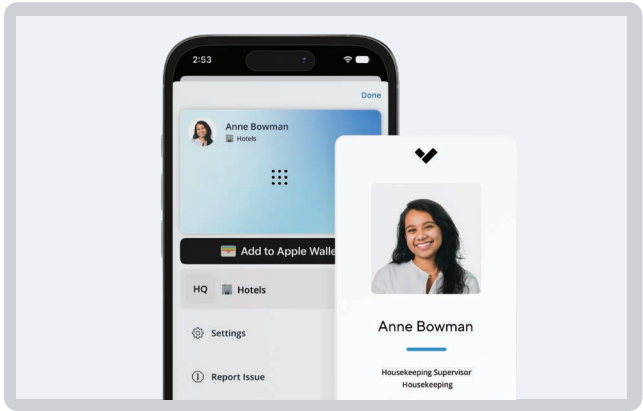 2:53
Done
Anne Bowman
Hotels
Add to Apple Walle
HQ Hotels
Settings
Report Issue
Anne Bowman
Housekeeping Supervisor
Housekeeping